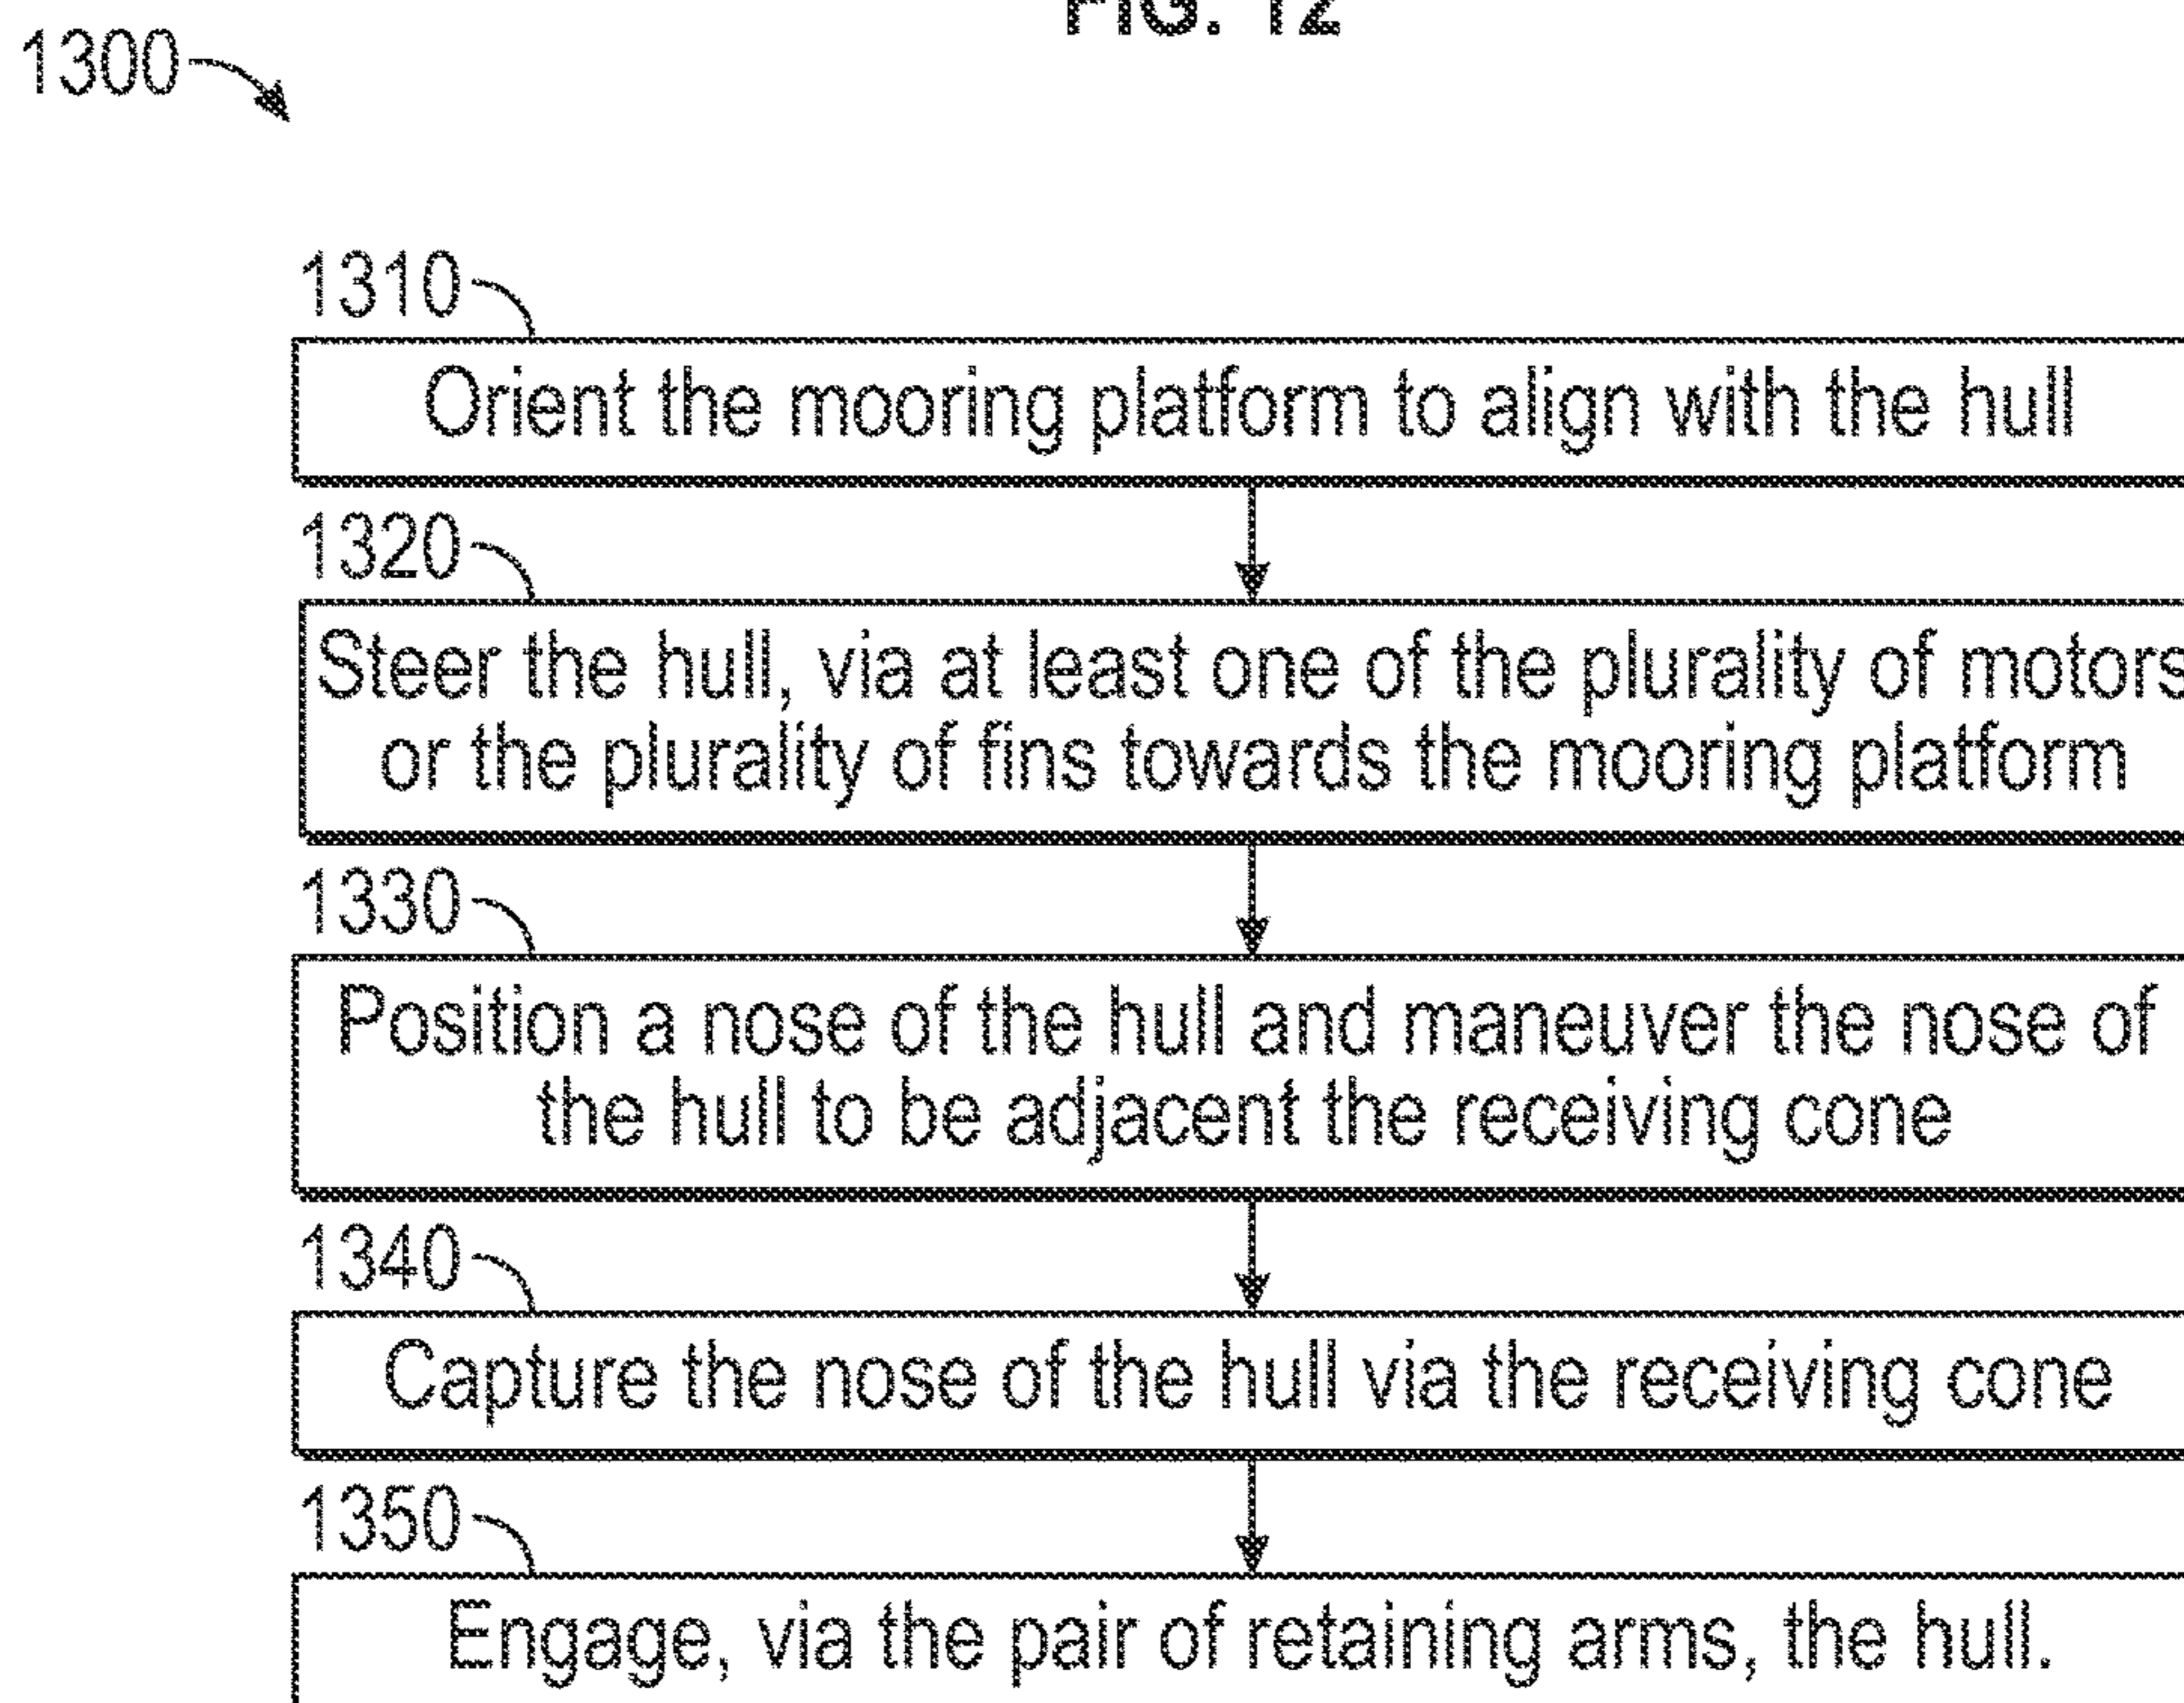 FIG. 12
1300
1310
Orient the mooring platform to align with the hull
1320
Steer the hull, via at least one of the plurality of motors
or the plurality of fins towards the mooring platform
1330
Position a nose of the hull and maneuver the nose of
the hull to be adjacent the receiving cone
1340
Capture the nose of the hull via the receiving cone
1350
Engage, via the pair of retaining arms, the hull.